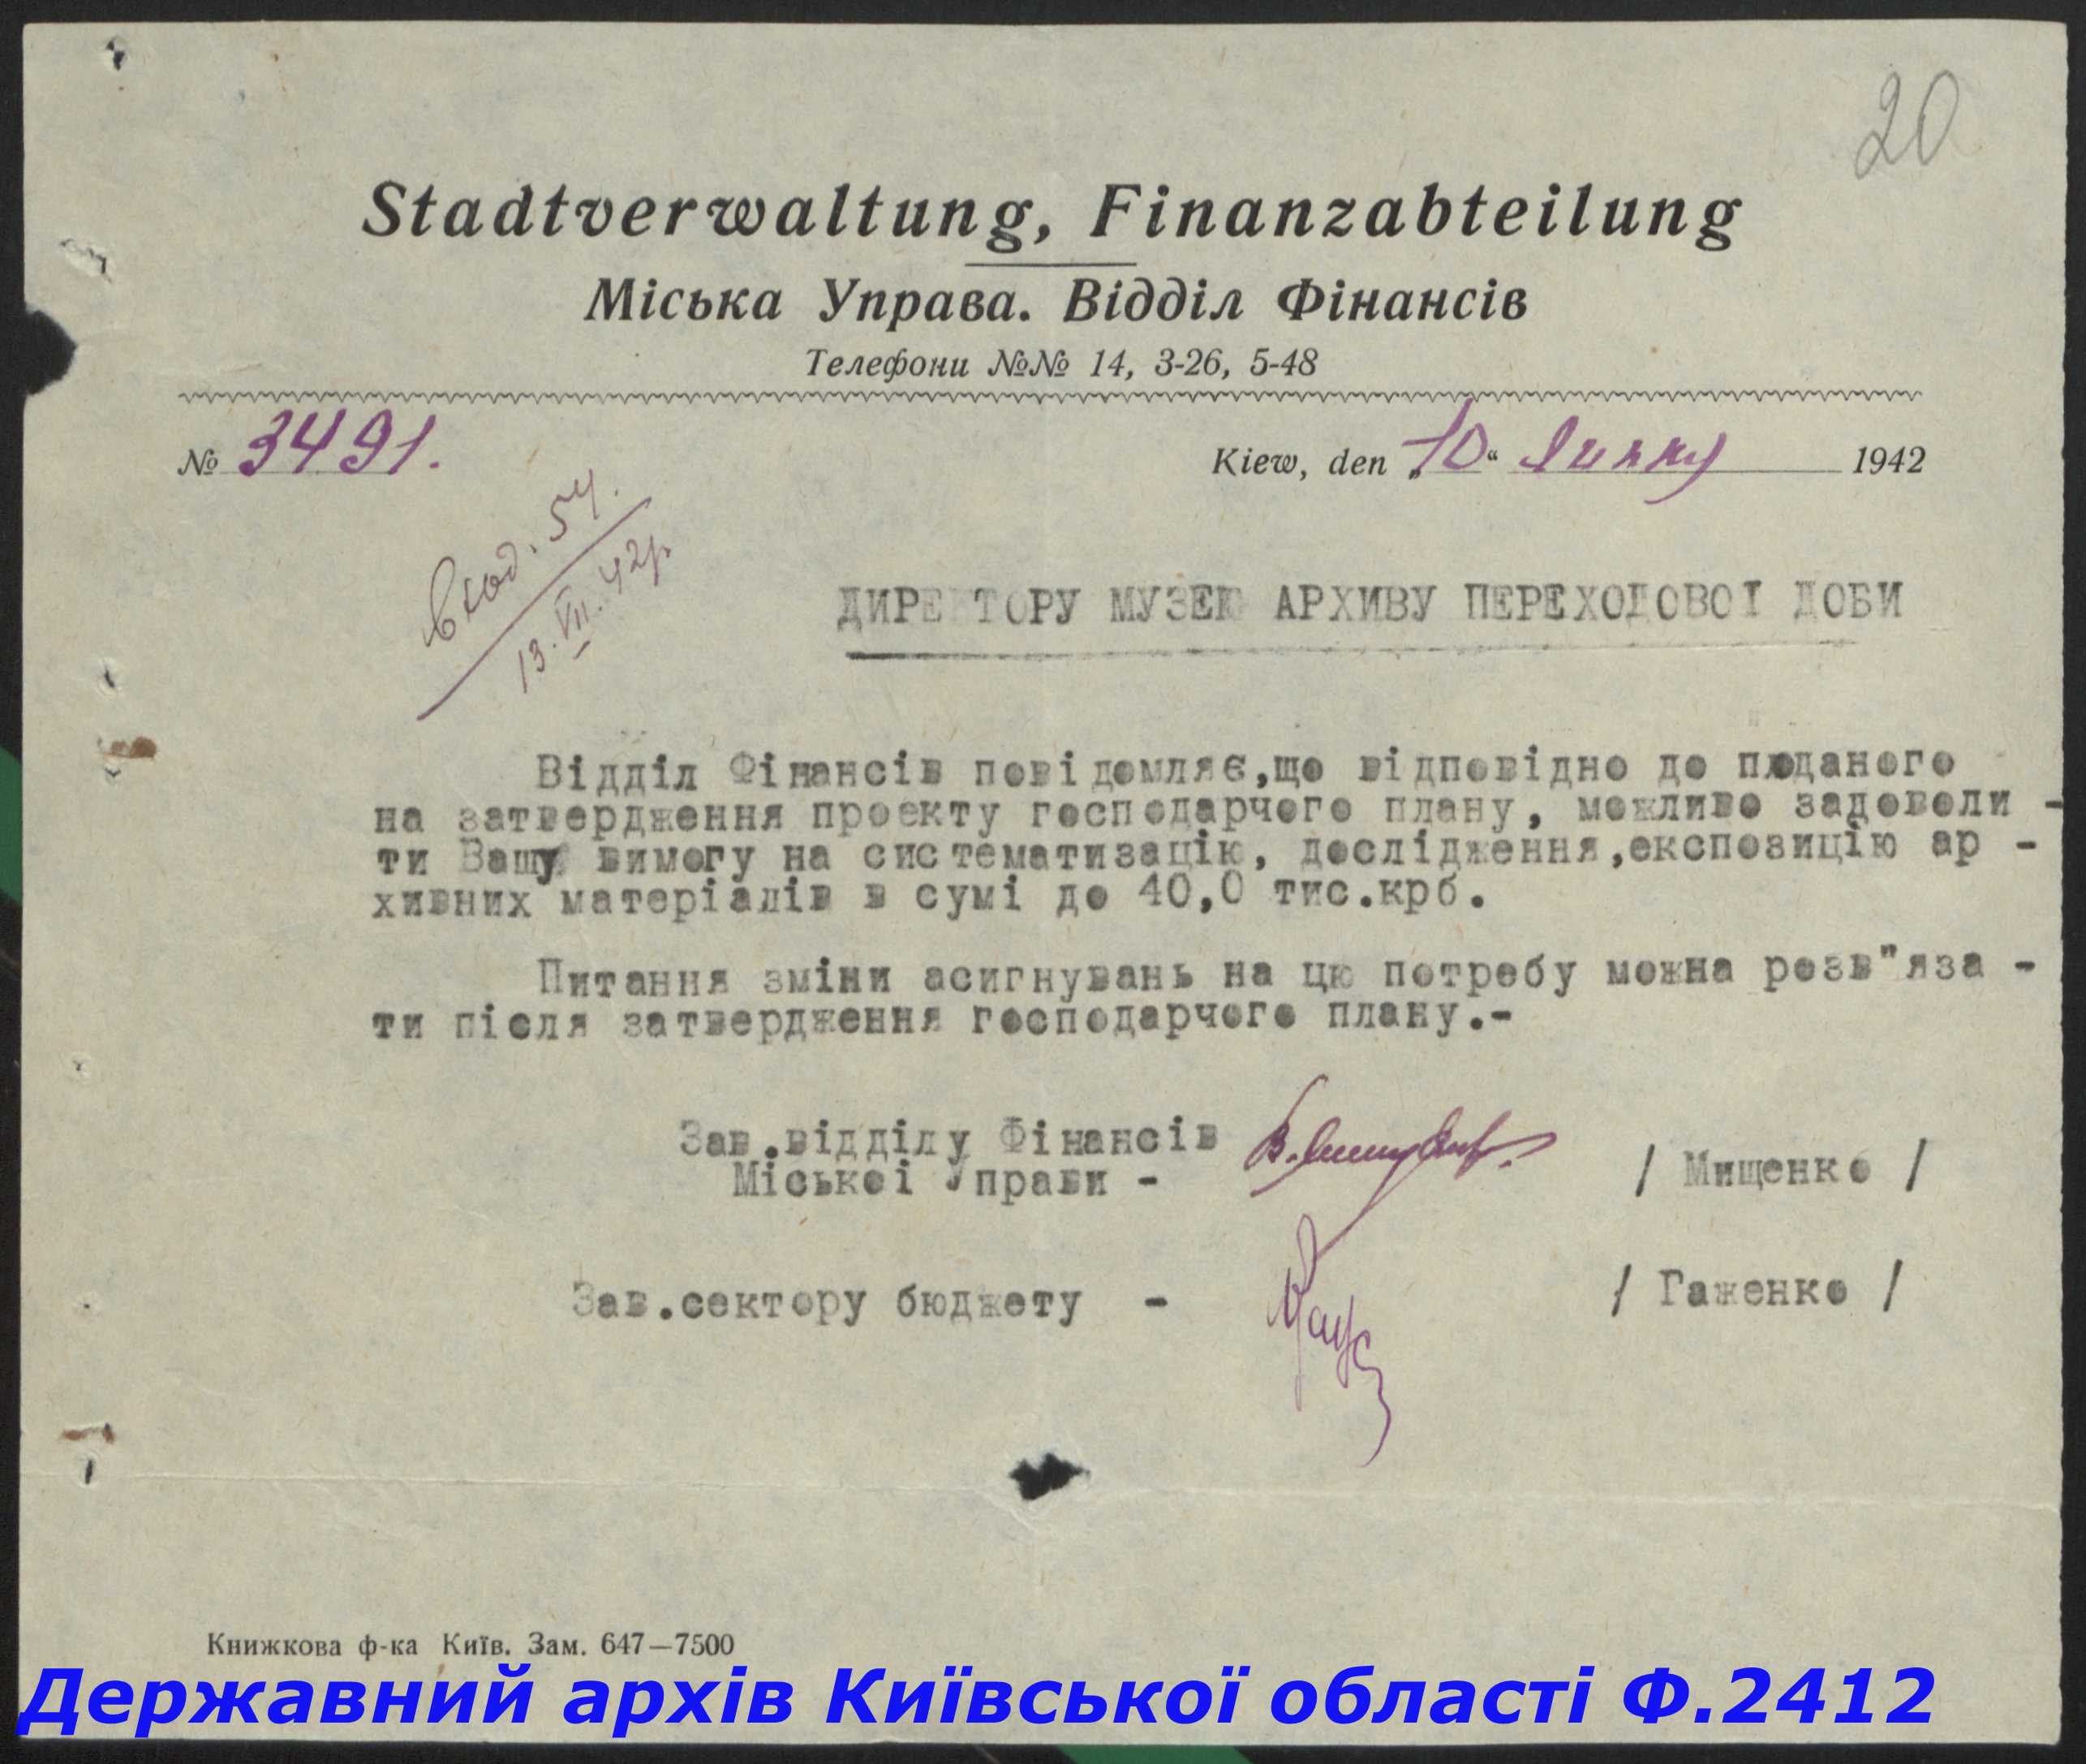 20
Stadtverwaltung, Finanzabteilung
Міська Управа. Відділ Фінансів
Телефони №№ 14, 3-26, 5-48
№ 3491.
Kiew, den „10“ Липня 1942
вход. 54.
13.VII.42р.
ДИРЕКТОРУ МУЗЕЮ АРХИВУ ПЕРЕХОДОВОІ ДОБИ
Відділ Фінансів повідомляє,що відповідно до поданого
на затвердження проекту господарчого плану, можливо задоволи -
ти Вашу вимогу на систематизацію, дослідження,експозицію ар -
хивних матеріалів в сумі до 40,0 тис.крб.
Питання зміни асигнувань на цю потребу можна розв"яза -
ти після затвердження господарчого плану.-
Зав.відділу Фінансів
Міськоі Управи - / Мищенко /
Зав.сектору бюджету - / Гаженко /
Книжкова ф-ка Київ. Зам. 647—7500
Державний архів Київської області Ф.2412